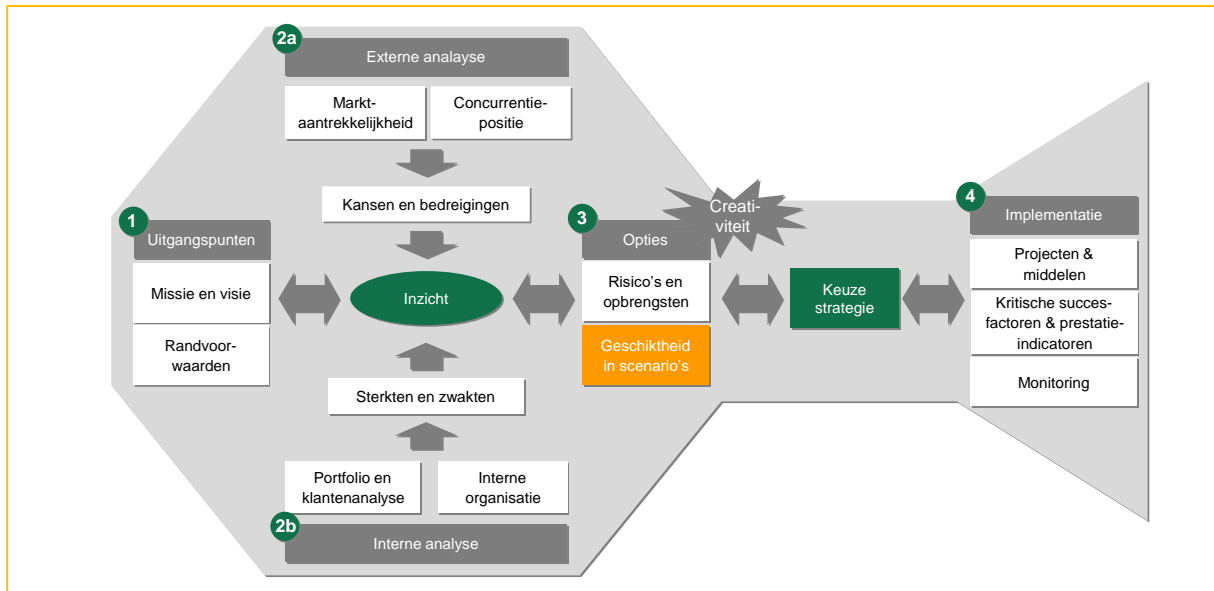 2a
Externe analayse
Markt-
aantrekkelijkheid
Concurrentie-
positie
Kansen en bedreigingen
1
Uitgangspunten
Missie en visie
Randvoor-
waarden
Inzicht
Sterkten en zwakten
Portfolio en
klantenanalyse
Interne
organisatie
2b
Interne analyse
3
Opties
Risico’s en
opbrengsten
Geschiktheid
in scenario’s
Creati-
viteit
Keuze
strategie
4
Implementatie
Projecten &
middelen
Kritische succes-
factoren & prestatie-
indicatoren
Monitoring